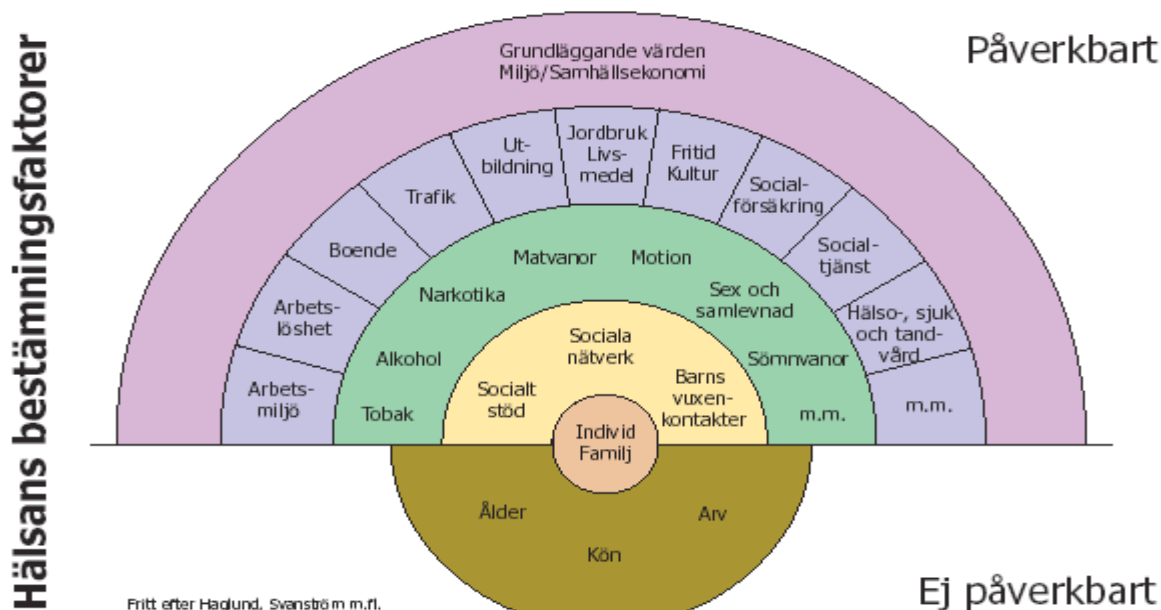 Hälsans bestämningsfaktorer
Påverkbart
Grundläggande värden
Miljö/Samhällsekonomi
Arbets-
miljö
Arbets-
löshet
Boende
Trafik
Ut-
bildning
Jordbruk
Livs-
medel
Fritid
Kultur
Social-
försäkring
Social-
tjänst
Hälso-, sjuk
och tand-
vård
m.m.
Tobak
Alkohol
Narkotika
Matvanor
Motion
Sex och
samlevnad
Sömnvanor
m.m.
Socialt
stöd
Sociala
nätverk
Barns
vuxen-
kontakter
Individ
Familj
Ålder
Kön
Arv
Ej påverkbart
Fritt efter Haglund, Svanström m.fl.